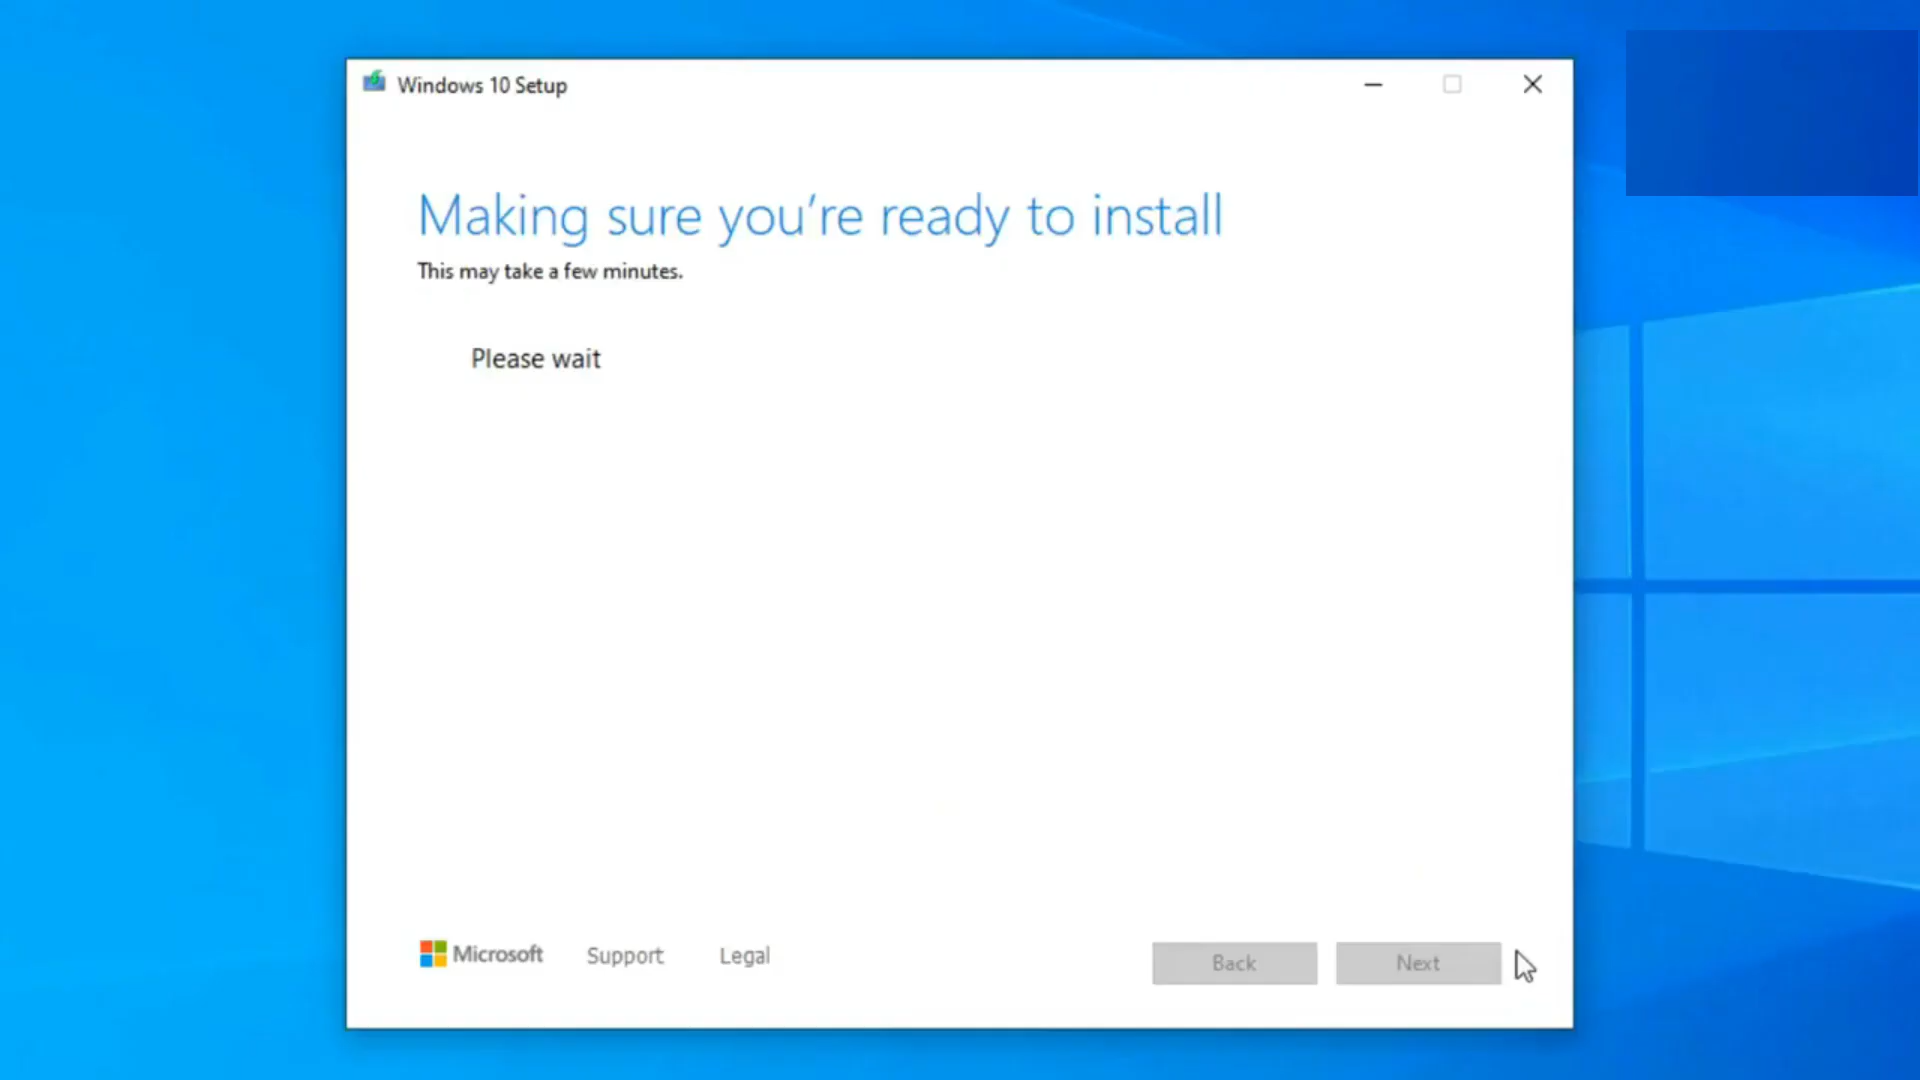 Windows 10 Setup
Making sure you're ready to install
This may take a few minutes.
Please wait
Microsoft Support Legal Back Next